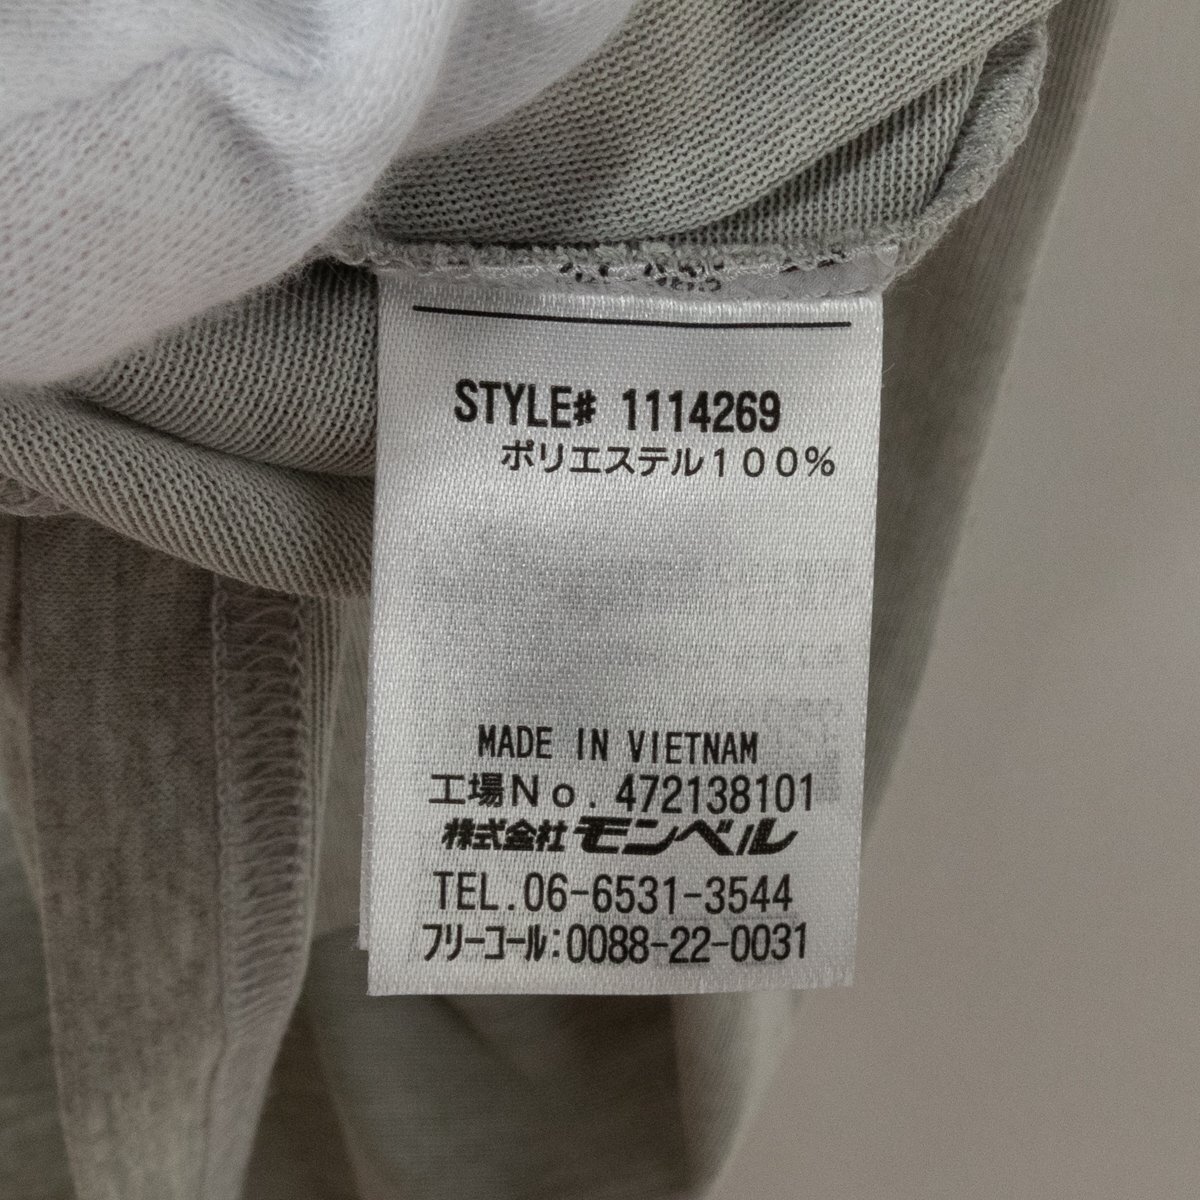 STYLE# 1114269
ポリエステル１００%
MADE IN VIETNAM
工場Ｎｏ. 472138101
株式会社モンベル
TEL.06-6531-3544
フリーコール:0088-22-0031